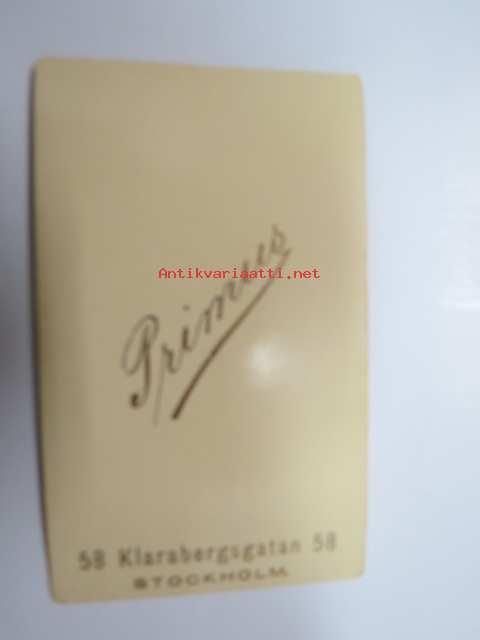 Primus
Antikvariaatti.net
58 Klarabergsgatan 58
STOCKHOLM.